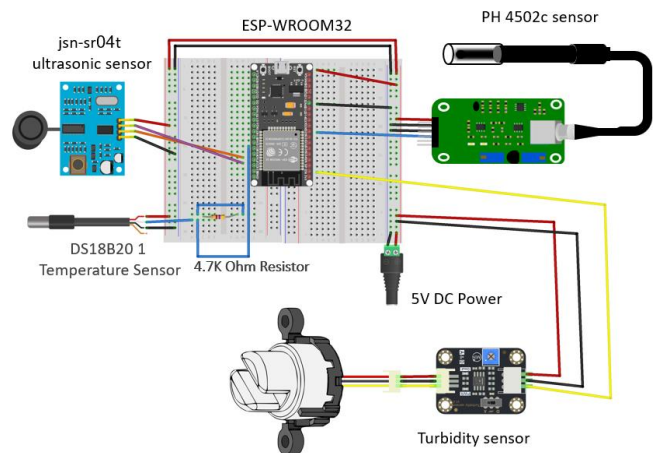 ESP-WROOM32
PH 4502c sensor
jsn-sr04t
ultrasonic sensor
DS18B20 1
Temperature Sensor
4.7K Ohm Resistor
5V DC Power
Turbidity sensor